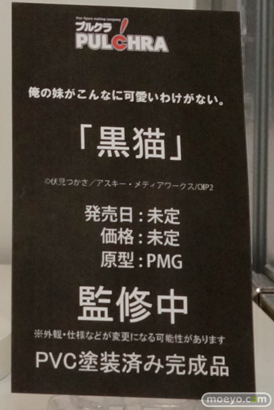 プルクラ
PULCHRA
俺の妹がこんなに可愛いわけがない。
「黒猫」
©伏見つかさ／アスキー・メディアワークス/OIP2
発売日：未定
価格：未定
原型：PMG
監修中
※外観・仕様などが変更になる可能性があります
PVC塗装済み完成品
moeyo.com